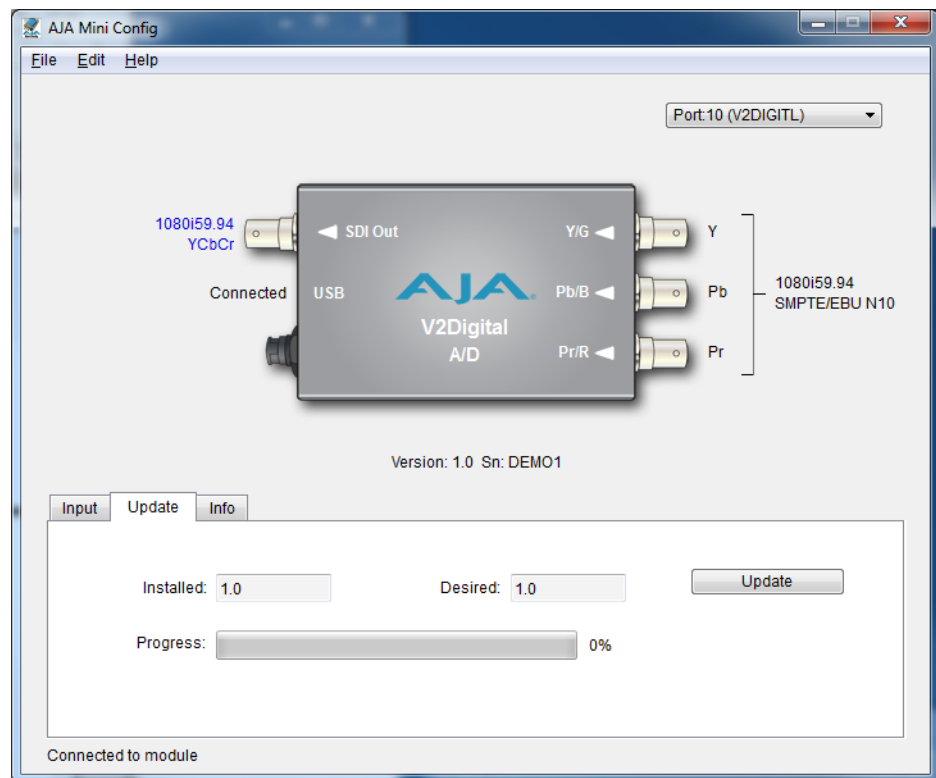 AJA Mini Config
File Edit Help
Port:10 (V2DIGITL)
1080i59.94
YCbCr
SDI Out
Y/G
Y
Connected
USB
AJA
Pb/B
Pb
1080i59.94
SMPTE/EBU N10
V2Digital
A/D
Pr/R
Pr
Version: 1.0 Sn: DEMO1
Input Update Info
Installed: 1.0 Desired: 1.0 Update
Progress: 0%
Connected to module